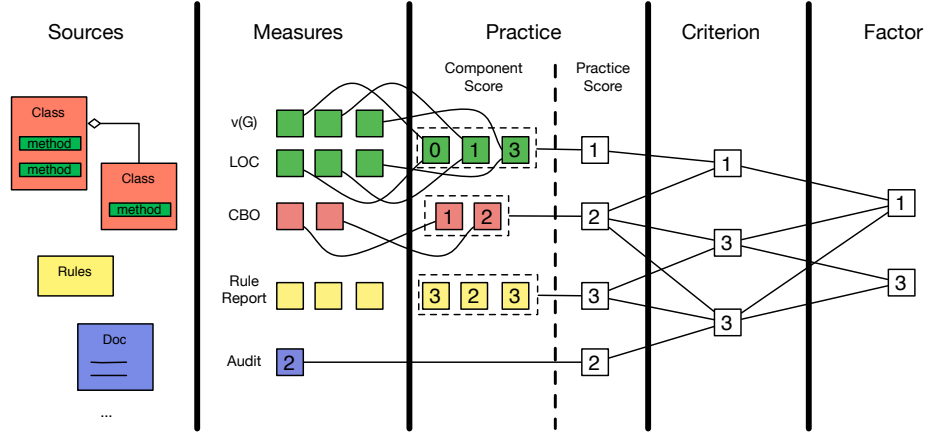 Sources
Measures
Practice
Criterion
Factor
Component
Score
Practice
Score
Class
method
method
Class
method
Rules
Doc
...
v(G)
LOC
CBO
Rule
Report
Audit
2
0 1 3
1 2
3 2 3
1
2
3
2
1
3
3
1
3